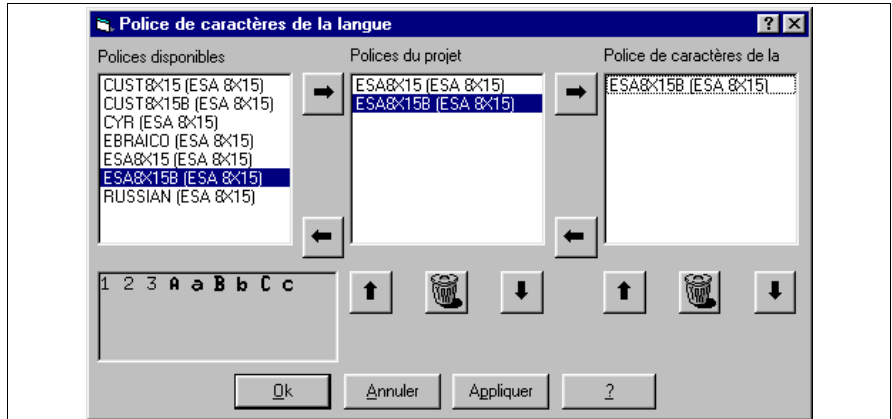 Police de caractères de la langue
Polices disponibles
Polices du projet
Police de caractères de la
CUST8X15 (ESA 8X15)
CUST8X15B (ESA 8X15)
CYR (ESA 8X15)
EBRAICO (ESA 8X15)
ESA8X15 (ESA 8X15)
ESA8X15B (ESA 8X15)
RUSSIAN (ESA 8X15)
ESA8X15 (ESA 8X15)
ESA8X15B (ESA 8X15)
ESA8X15B (ESA 8X15)
1 2 3 A a B b C c
Ok
Annuler
Appliquer
?